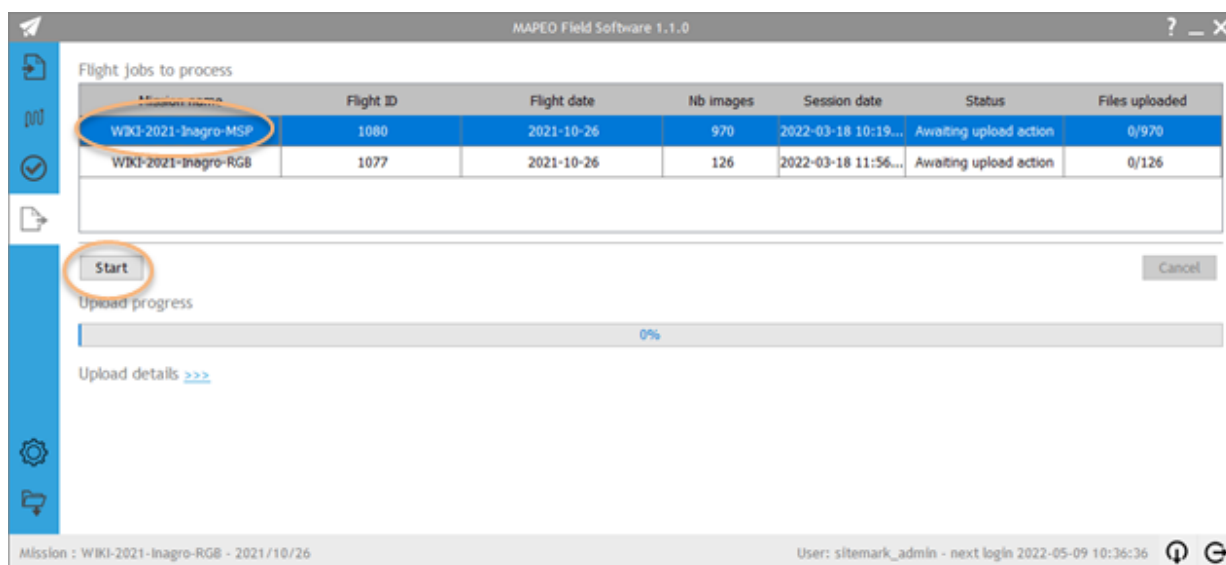 MAPEO Field Software 1.1.0 ? _ X
Flight jobs to process
Mission name Flight ID Flight date Nb images Session date Status Files uploaded
WIKI-2021-Inagro-MSP 1080 2021-10-26 970 2022-03-18 10:19... Awaiting upload action 0/970
WIKI-2021-Inagro-RGB 1077 2021-10-26 126 2022-03-18 11:56... Awaiting upload action 0/126
Start Cancel
Upload progress
0%
Upload details >>>
Mission : WIKI-2021-Inagro-RGB - 2021/10/26 User: sitemark_admin - next login 2022-05-09 10:36:36